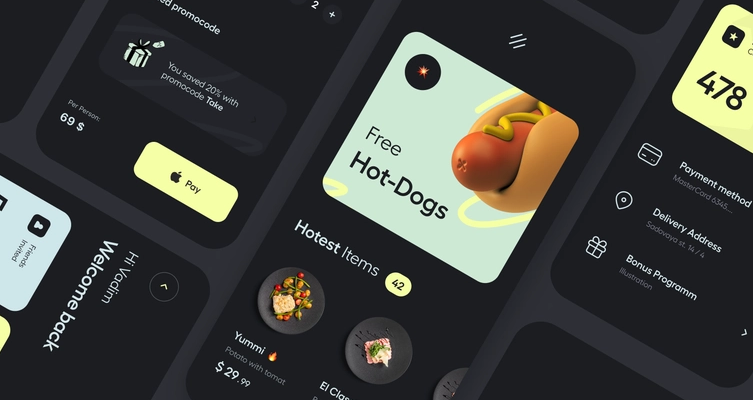 ed promocode
2
+
You saved 20% with
promocode Take
Per Person:
69 $
Pay
Friends
Invited
Hi Vadim
Welcome back
Free
Hot-Dogs
Hotest Items
42
Yummi
Potato with tomat
$ 29.99
El Clas
478
Payment method
MasterCard 6345...
Delivery Address
Sadovaya st. 14 / 4
Bonus Programm
Illustration